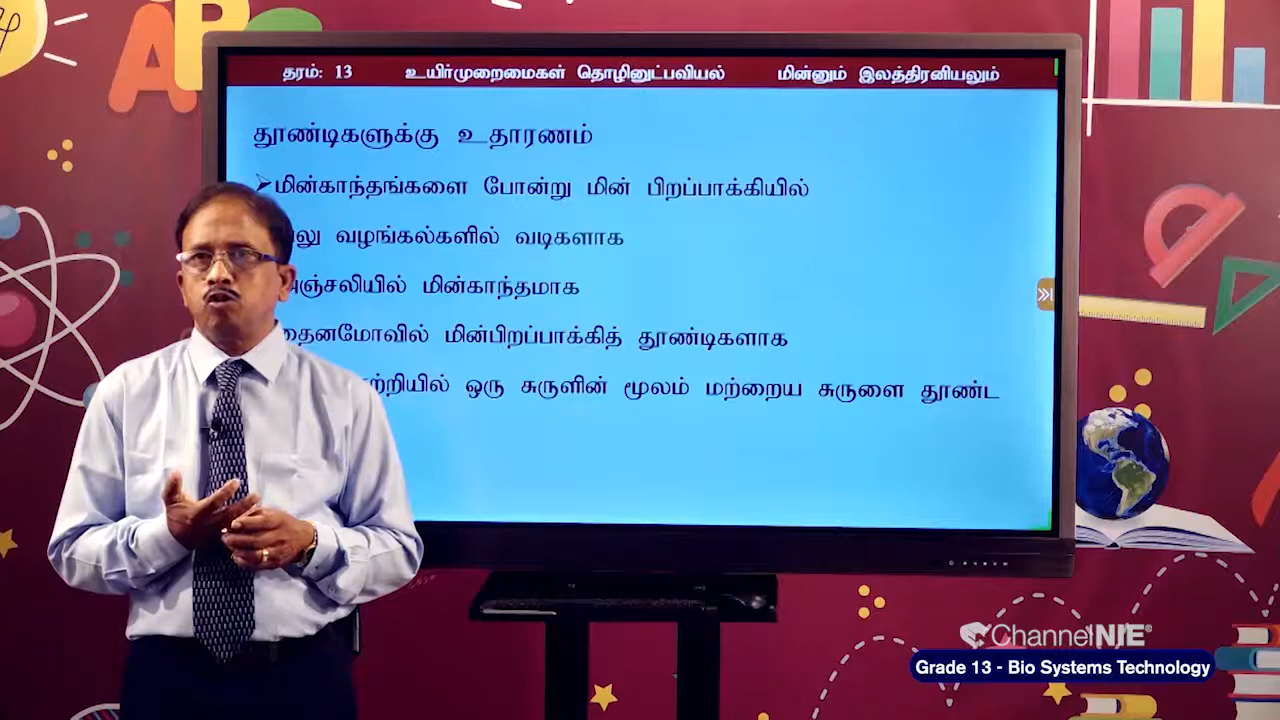 தரம்: 13 உயிர்முறைமைகள் தொழினுட்பவியல் மின்னும் இலத்திரனியலும்
தூண்டிகளுக்கு உதாரணம்
➢மின்காந்தங்களை போன்று மின் பிறப்பாக்கியில்
வழங்கல்களில் வடிகளாக
மின்காந்தமாக
மின்பிறப்பாக்கித் தூண்டிகளாக
ஒரு சுருளின் மூலம் மற்றைய சுருளை தூண்ட
ChannelNIE®
Grade 13 - Bio Systems Technology